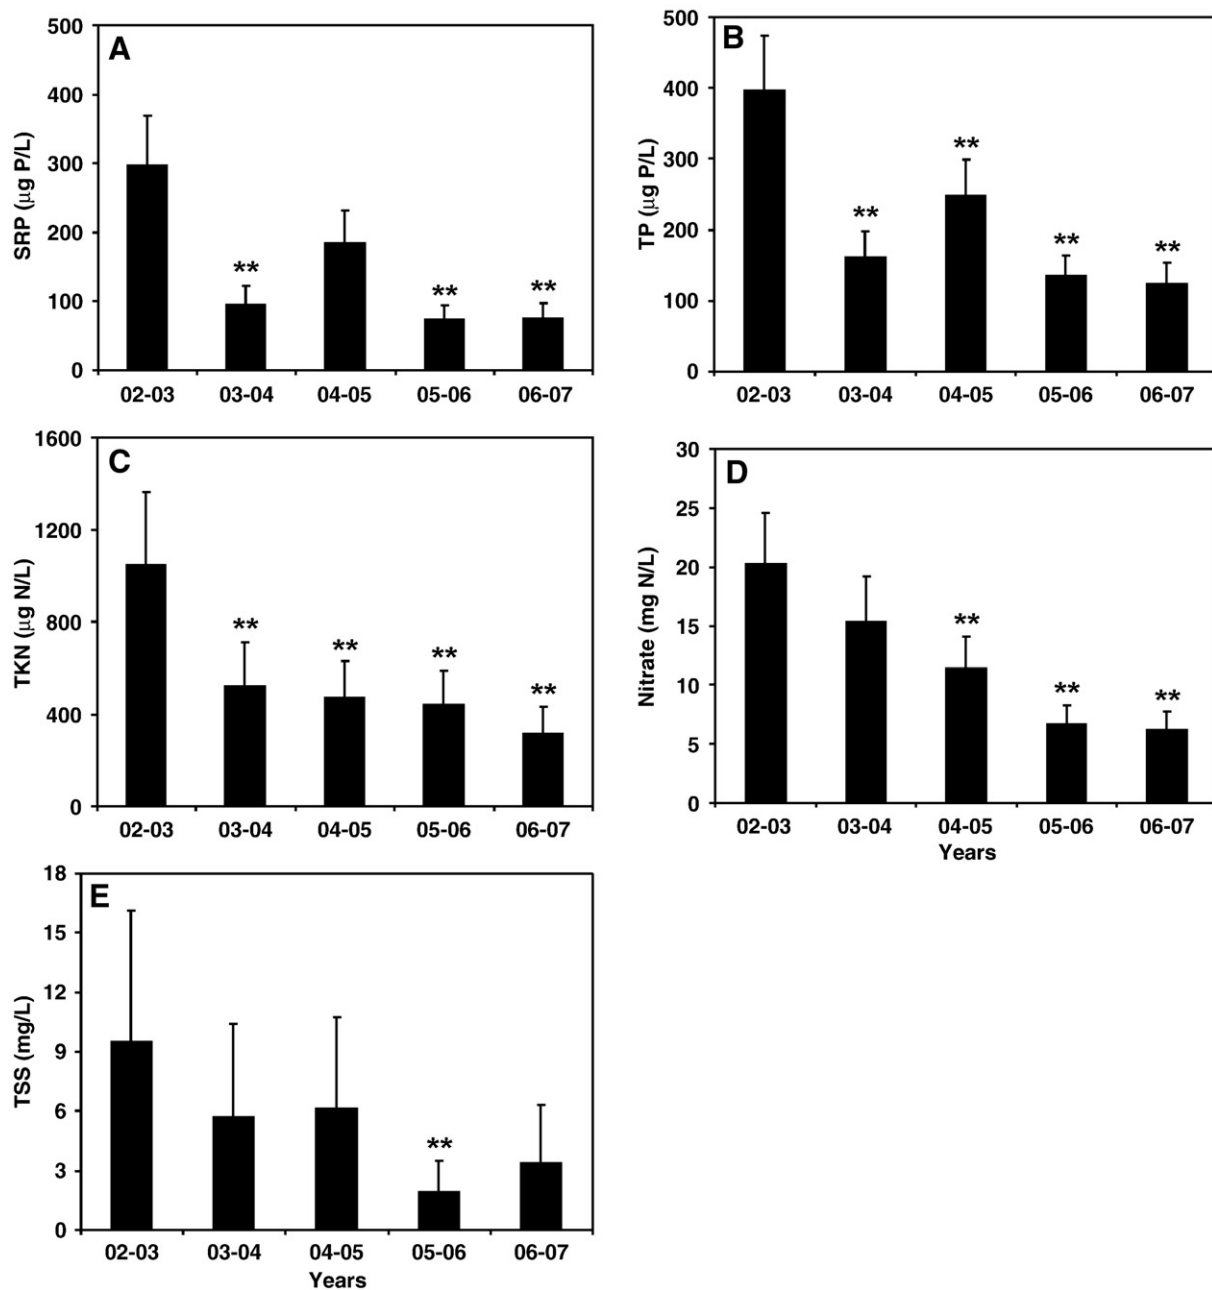 A
SRP (µg P/L)
500
400
300
200
100
0
**
**
**
02-03 03-04 04-05 05-06 06-07
B
TP (µg P/L)
500
400
300
200
100
0
**
**
**
**
02-03 03-04 04-05 05-06 06-07
C
TKN (µg N/L)
1600
1200
800
400
0
**
**
**
**
02-03 03-04 04-05 05-06 06-07
D
Nitrate (mg N/L)
30
25
20
15
10
5
0
**
**
**
02-03 03-04 04-05 05-06 06-07
Years
E
TSS (mg/L)
18
15
12
9
6
3
0
**
02-03 03-04 04-05 05-06 06-07
Years